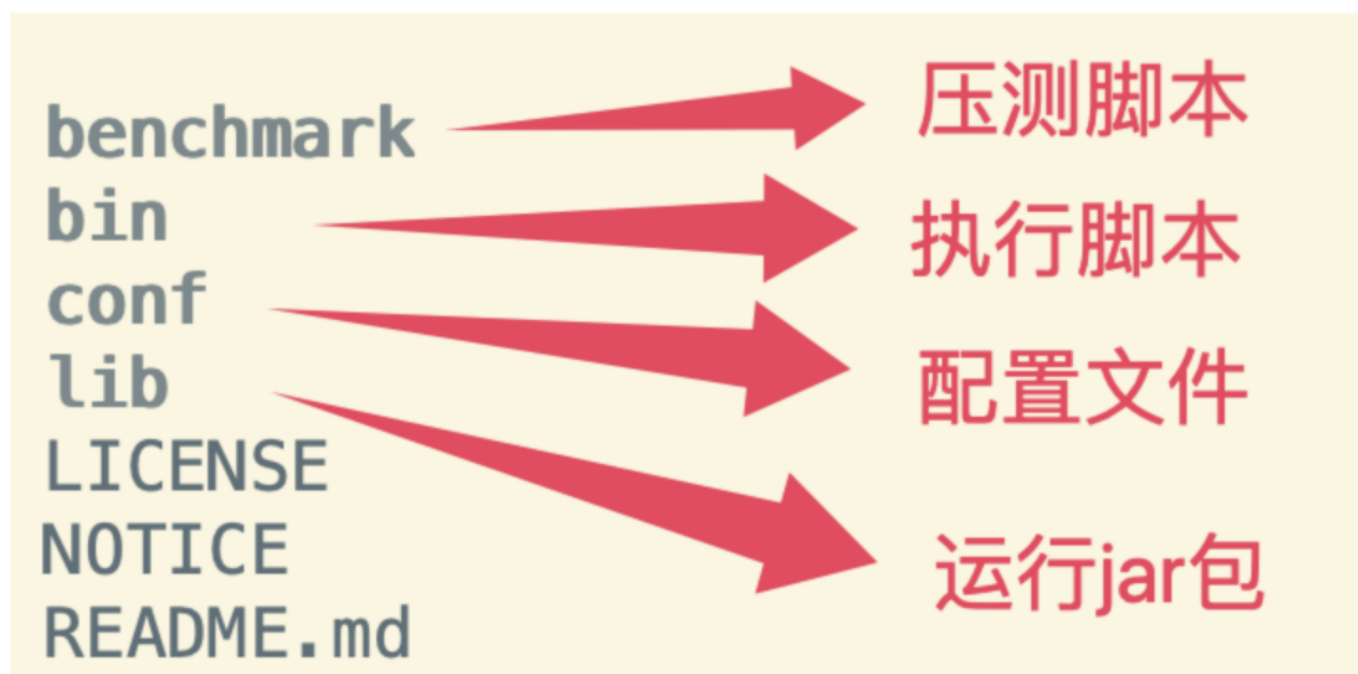 benchmark 压测脚本
bin 执行脚本
conf 配置文件
lib 运行jar包
LICENSE
NOTICE
README.md